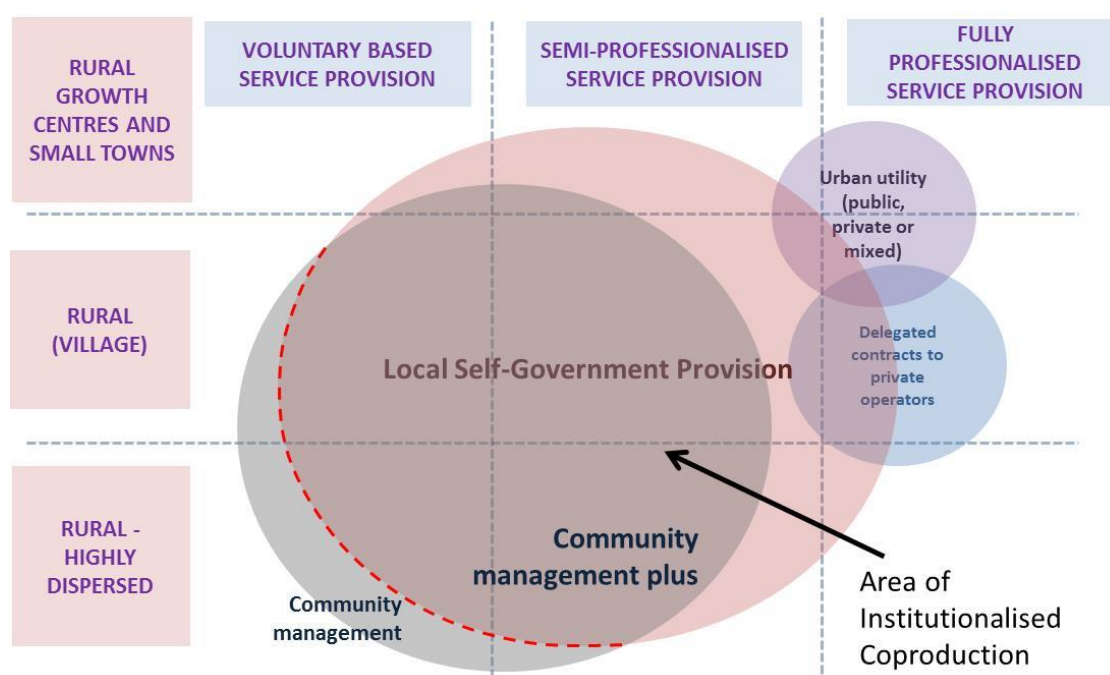 RURAL
GROWTH
CENTRES AND
SMALL TOWNS
VOLUNTARY BASED
SERVICE PROVISION
SEMI-PROFESSIONALISED
SERVICE PROVISION
FULLY
PROFESSIONALISED
SERVICE PROVISION
Urban utility
(public,
private or
mixed)
RURAL
(VILLAGE)
Local Self-Government Provision
Delegated
contracts to
private
operators
RURAL -
HIGHLY
DISPERSED
Community
management plus
Community
management
Area of
Institutionalised
Coproduction